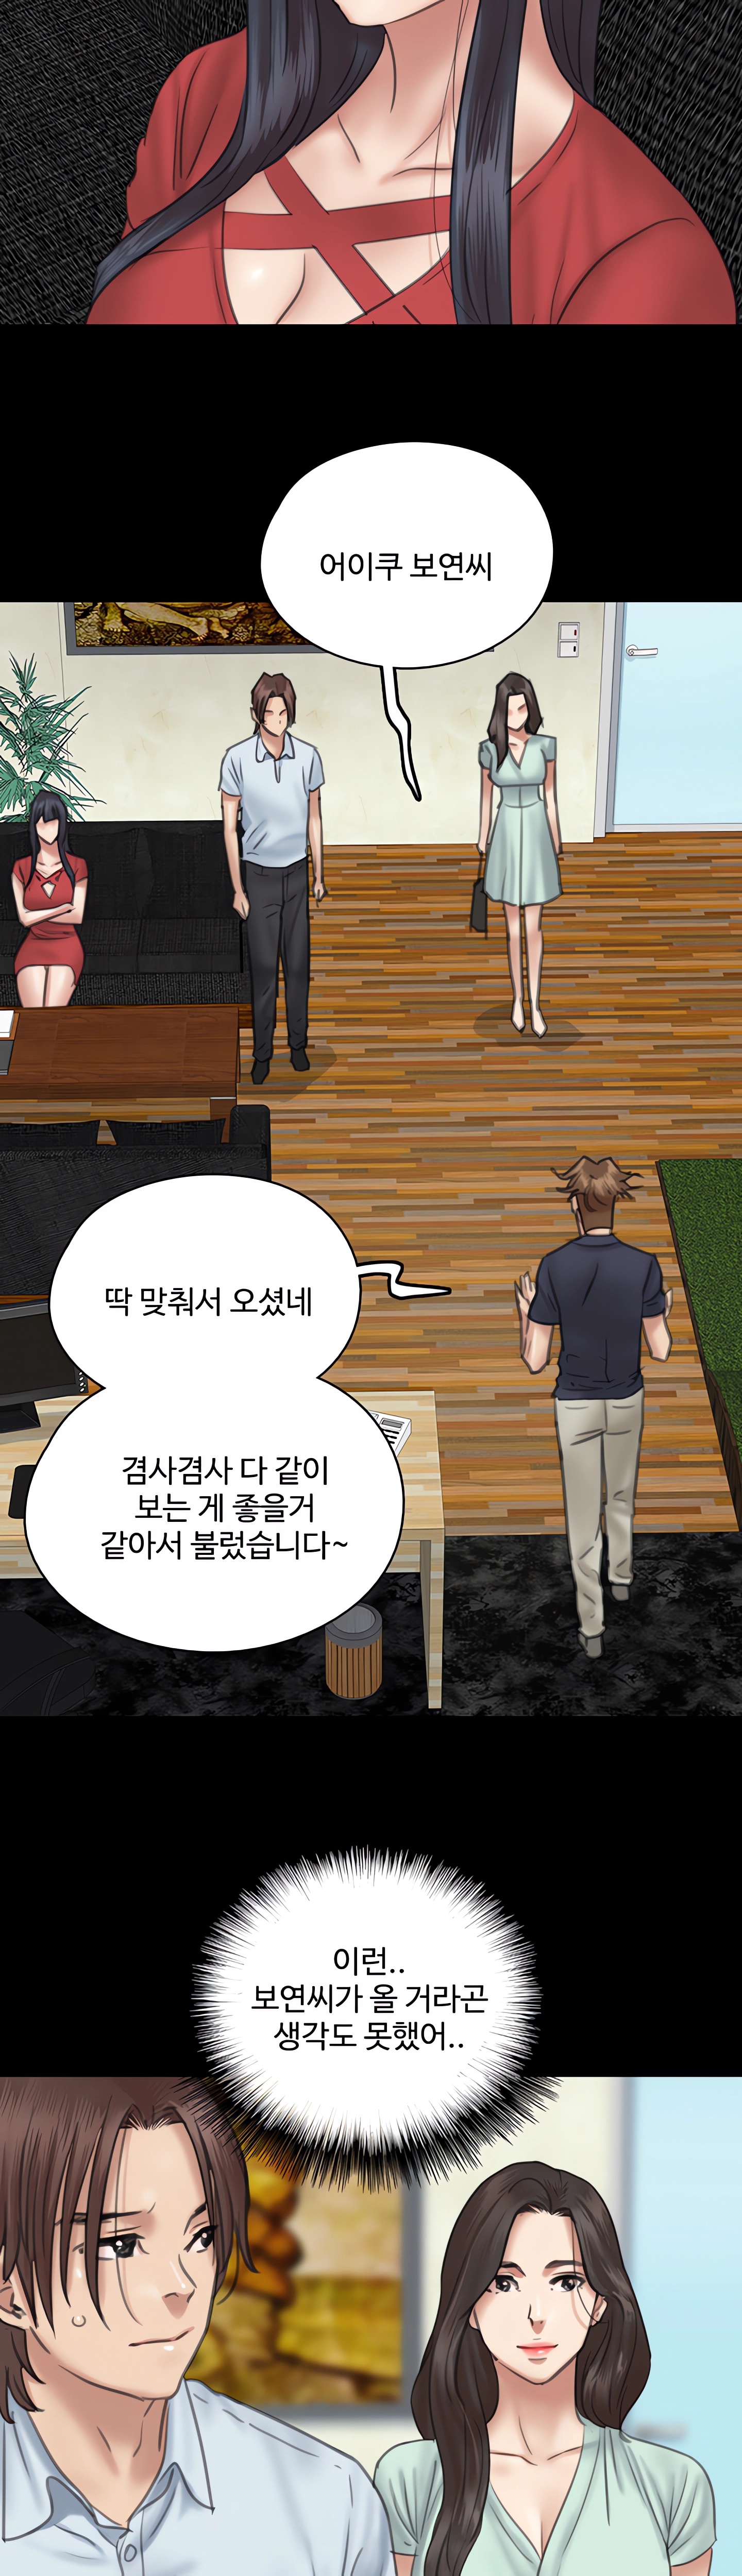 어이쿠 보연씨
딱 맞춰서 오셨네
겸사겸사 다 같이
보는 게 좋을거
같아서 불렀습니다~
이런..
보연씨가 올 거라곤
생각도 못했어..